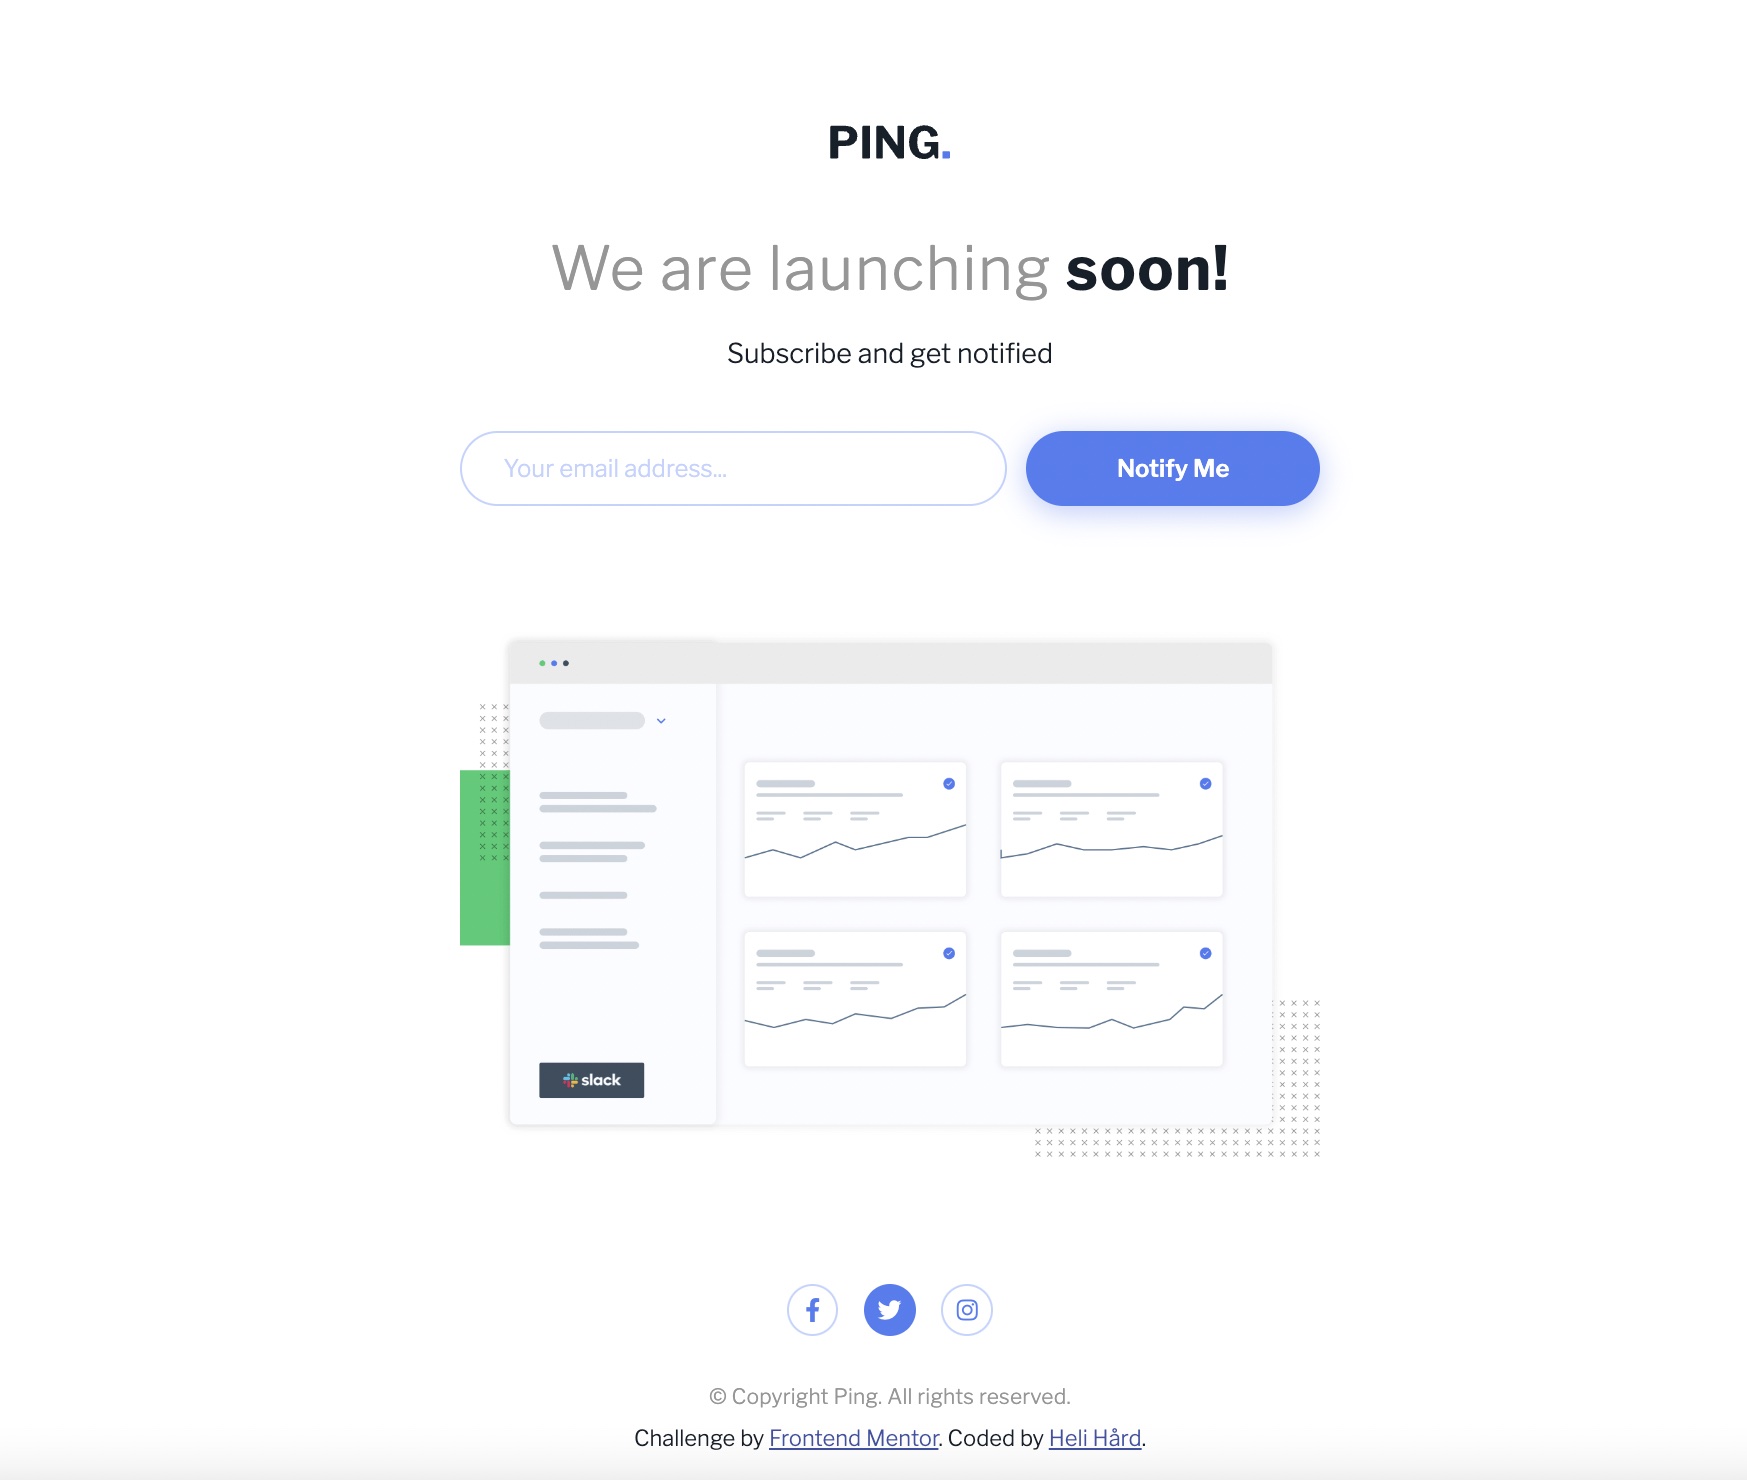 PING.
We are launching soon!
Subscribe and get notified
Your email address...
Notify Me
slack
© Copyright Ping. All rights reserved.
Challenge by Frontend Mentor. Coded by Heli Hård.